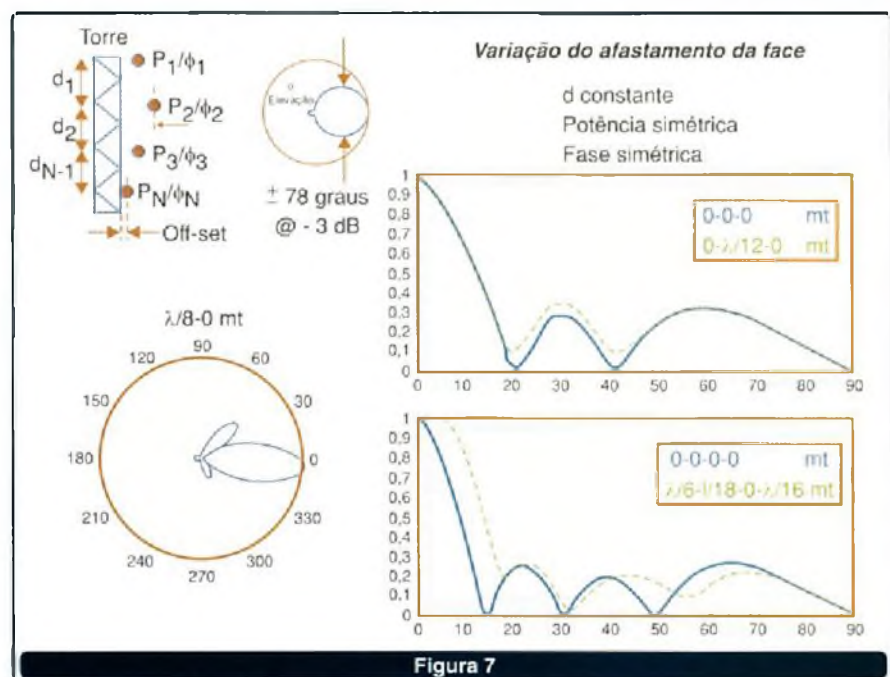 Torre
d1
d2
dN-1
P1/ϕ1
P2/ϕ2
P3/ϕ3
PN/ϕN
Off-set
0
Elevação
± 78 graus
@ - 3 dB
Variação do afastamento da face
d constante
Potência simétrica
Fase simétrica
1
0,9
0,8
0,7
0,6
0,5
0,4
0,3
0,2
0,1
0
0 10 20 30 40 50 60 70 80 90
0-0-0 mt
0-λ/12-0 mt
λ/8-0 mt
90
120 60
150 30
180 0
210 330
240 300
270
1
0,9
0,8
0,7
0,6
0,5
0,4
0,3
0,2
0,1
0
0 10 20 30 40 50 60 70 80 90
0-0-0-0 mt
λ/6-l/18-0-λ/16 mt
Figura 7